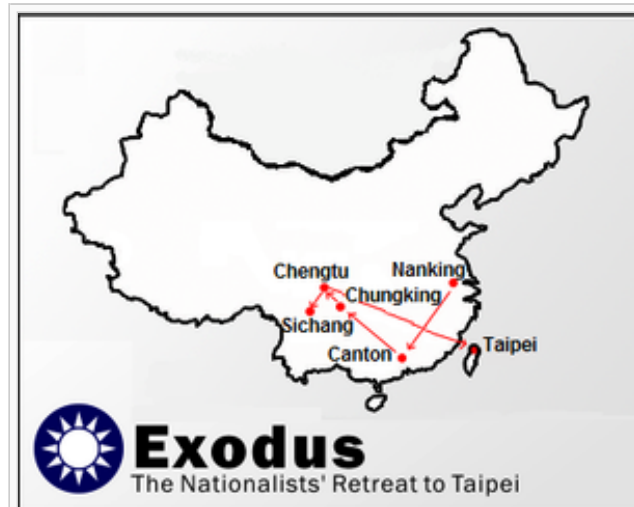 Chengtu
Nanking
Chungking
Sichang
Canton
Taipei
Exodus
The Nationalists' Retreat to Taipei